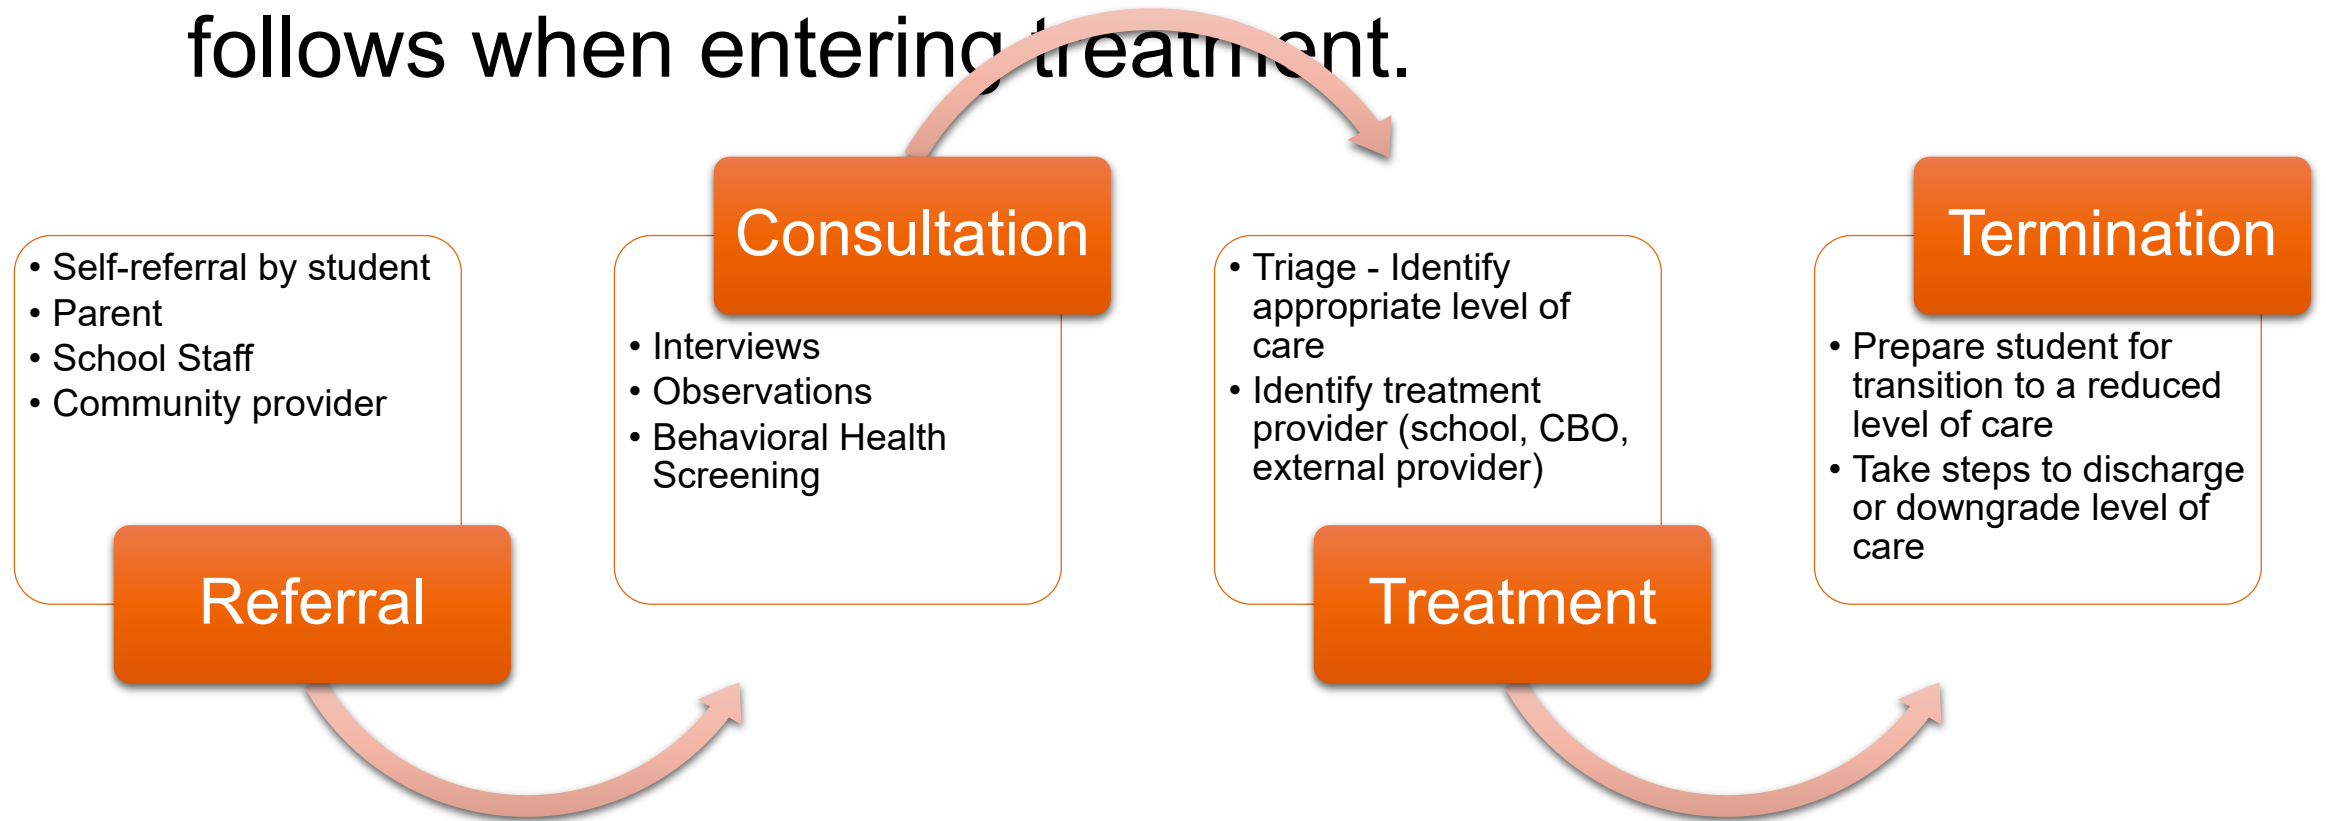 follows when entering treatment.
• Self-referral by student
• Parent
• School Staff
• Community provider
Referral
Consultation
• Interviews
• Observations
• Behavioral Health
Screening
• Triage - Identify
appropriate level of
care
• Identify treatment
provider (school, CBO,
external provider)
Treatment
Termination
• Prepare student for
transition to a reduced
level of care
• Take steps to discharge
or downgrade level of
care